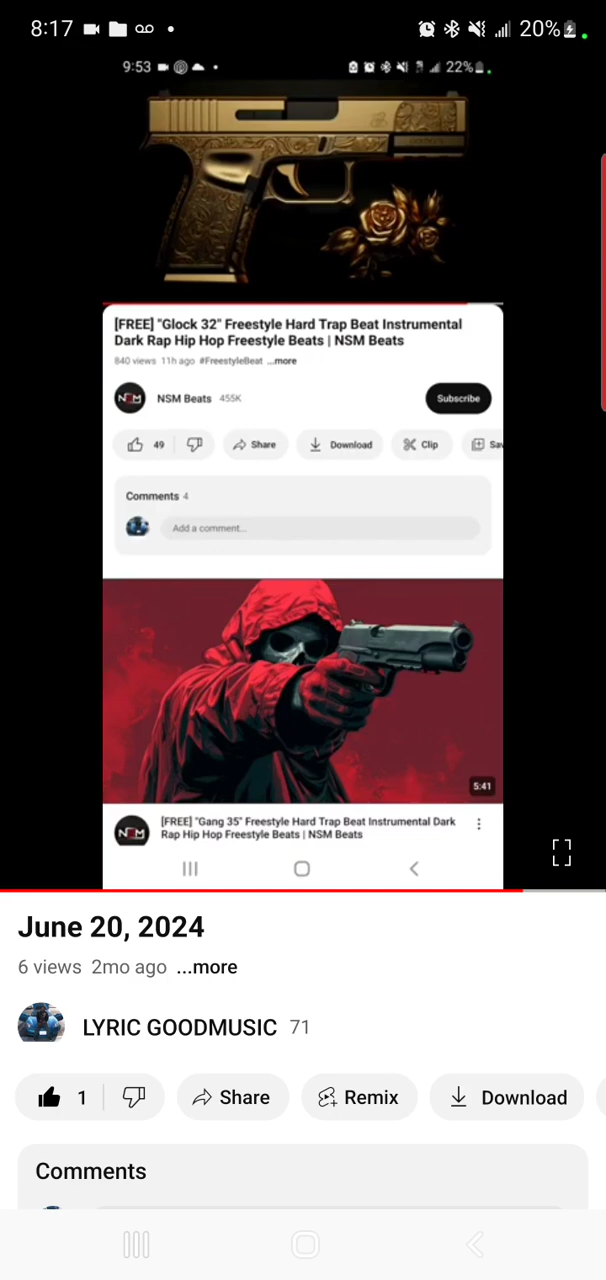 8:17
20%
9:53
22%
[FREE] "Glock 32" Freestyle Hard Trap Beat Instrumental
Dark Rap Hip Hop Freestyle Beats | NSM Beats
840 views 11h ago #FreestyleBeat ...more
NSM
NSM Beats 455K
Subscribe
49
Share
Download
Clip
Sav
Comments 4
Add a comment...
5:41
NSM
[FREE] "Gang 35" Freestyle Hard Trap Beat Instrumental Dark
Rap Hip Hop Freestyle Beats | NSM Beats
June 20, 2024
6 views 2mo ago ...more
LYRIC GOODMUSIC 71
1
Share
Remix
Download
Comments